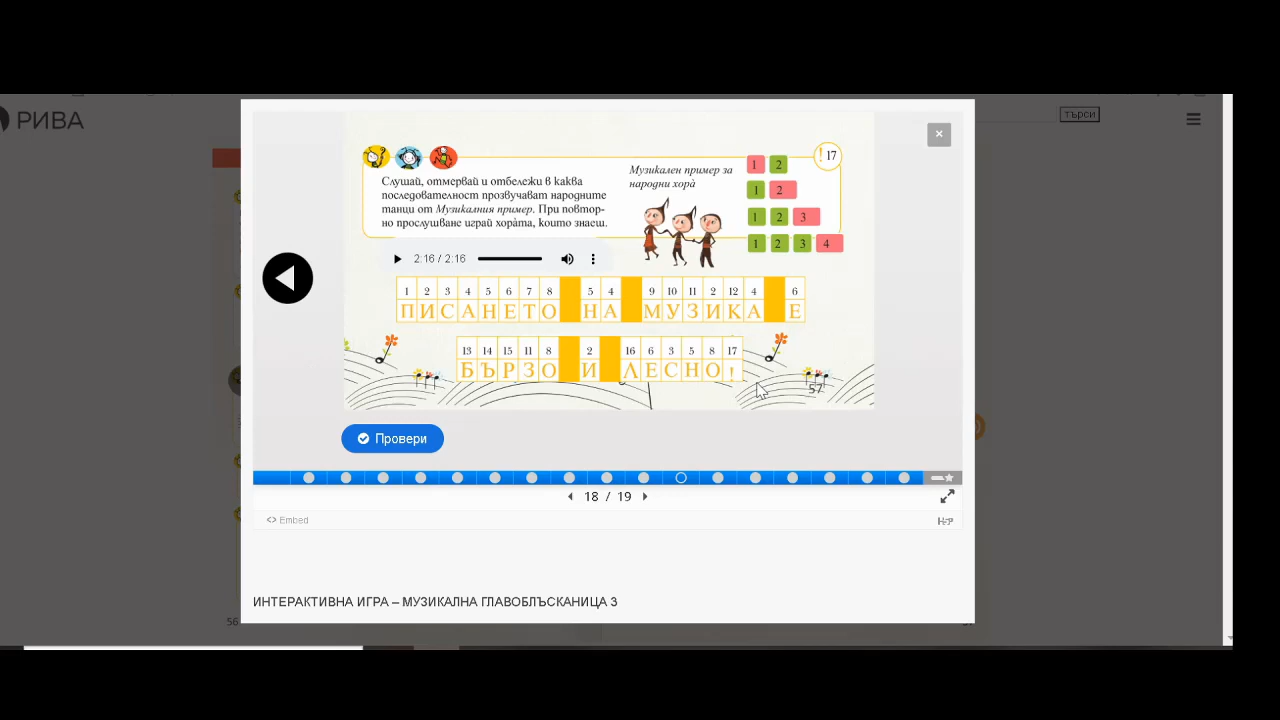 РИВА
търси
×
! 17
Слушай, отмервай и отбележи в каква
последователност прозвучават народните
танци от Музикалния пример. При повтор-
но прослушване играй хората̀, които знаеш.
Музикален пример за
народни хора̀
1 2
1 2
1 2 3
1 2 3 4
2:16 / 2:16
1 2 3 4 5 6 7 8 5 4 9 10 11 2 12 4 6
ПИСАНЕТО НА МУЗИКА Е
13 14 15 11 8 2 16 6 3 5 8 17
БЪРЗО И ЛЕСНО!
57
Провери
18 / 19
<> Embed
H5P
ИНТЕРАКТИВНА ИГРА – МУЗИКАЛНА ГЛАВОБЛЪСКАНИЦА 3
56